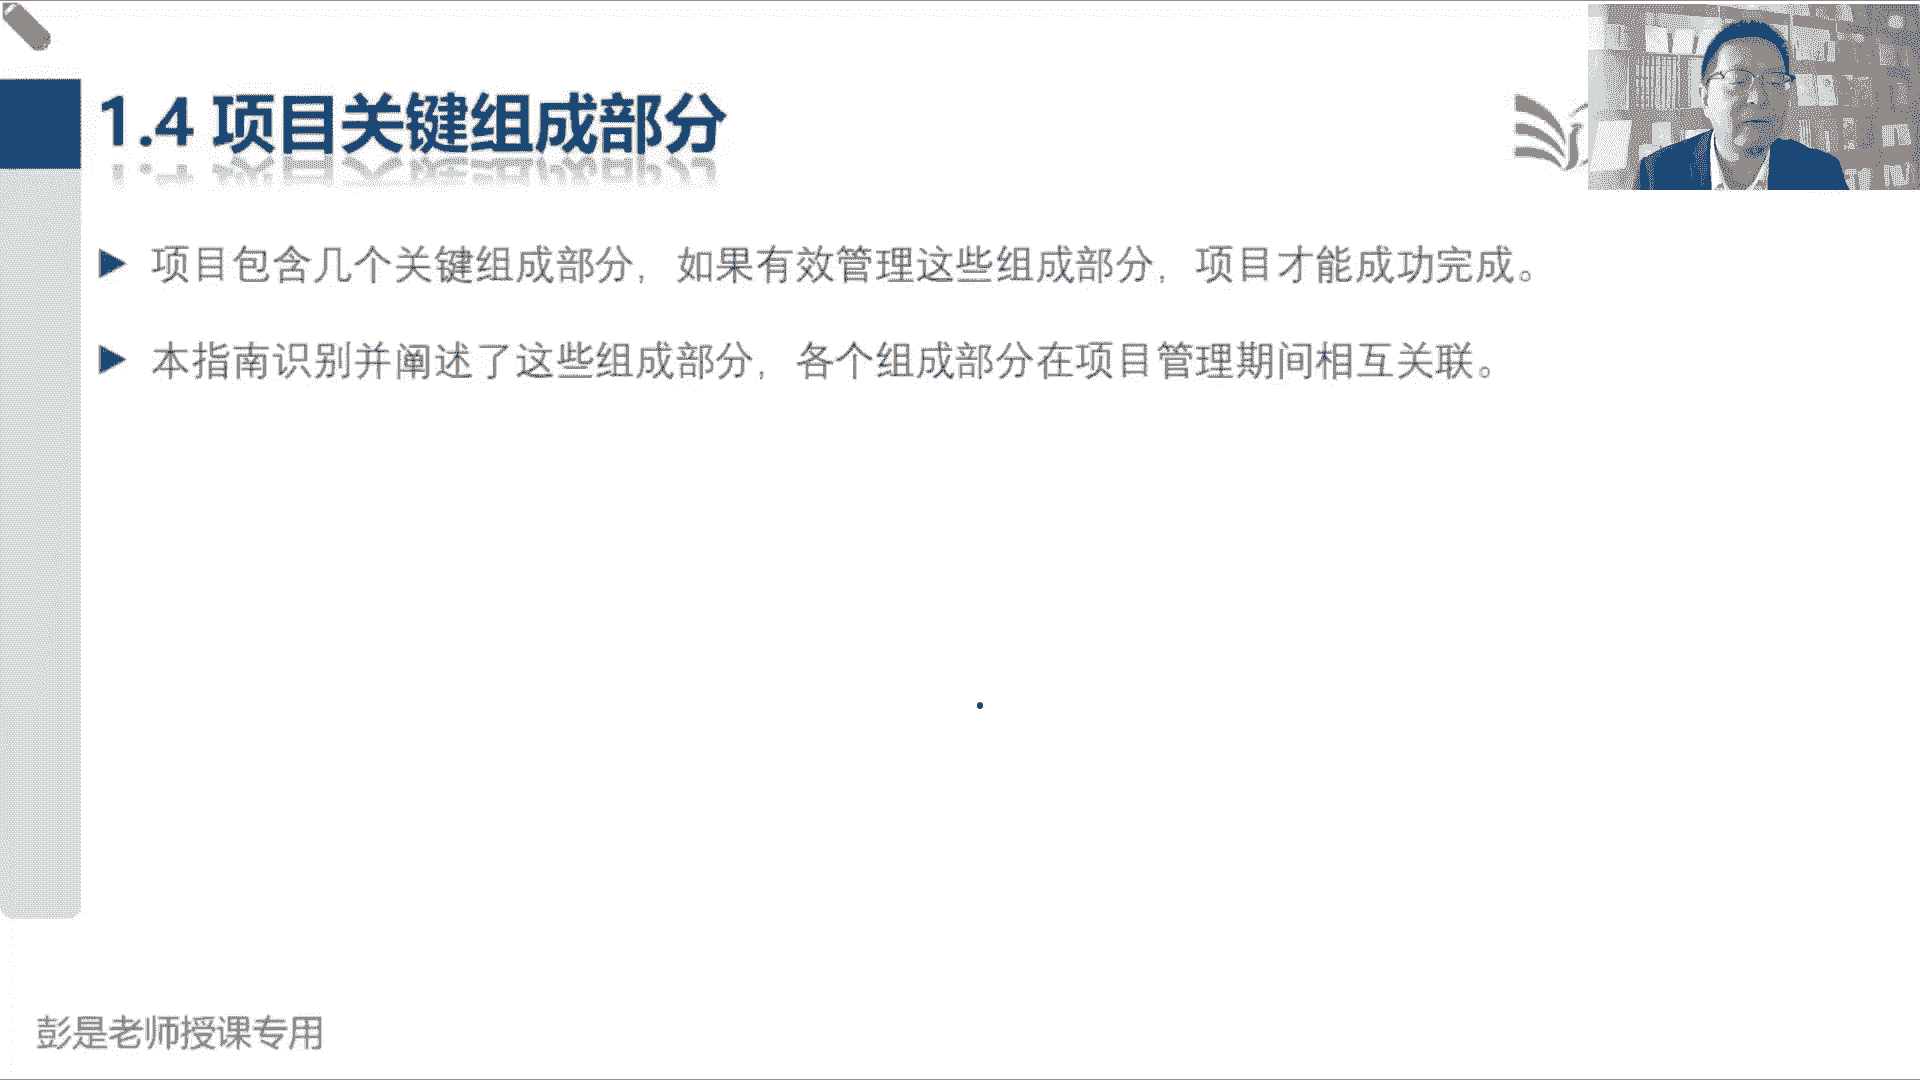 1.4 项目关键组成部分
项目包含几个关键组成部分，如果有效管理这些组成部分，项目才能成功完成。
本指南识别并阐述了这些组成部分，各个组成部分在项目管理期间相互关联。
彭是老师授课专用